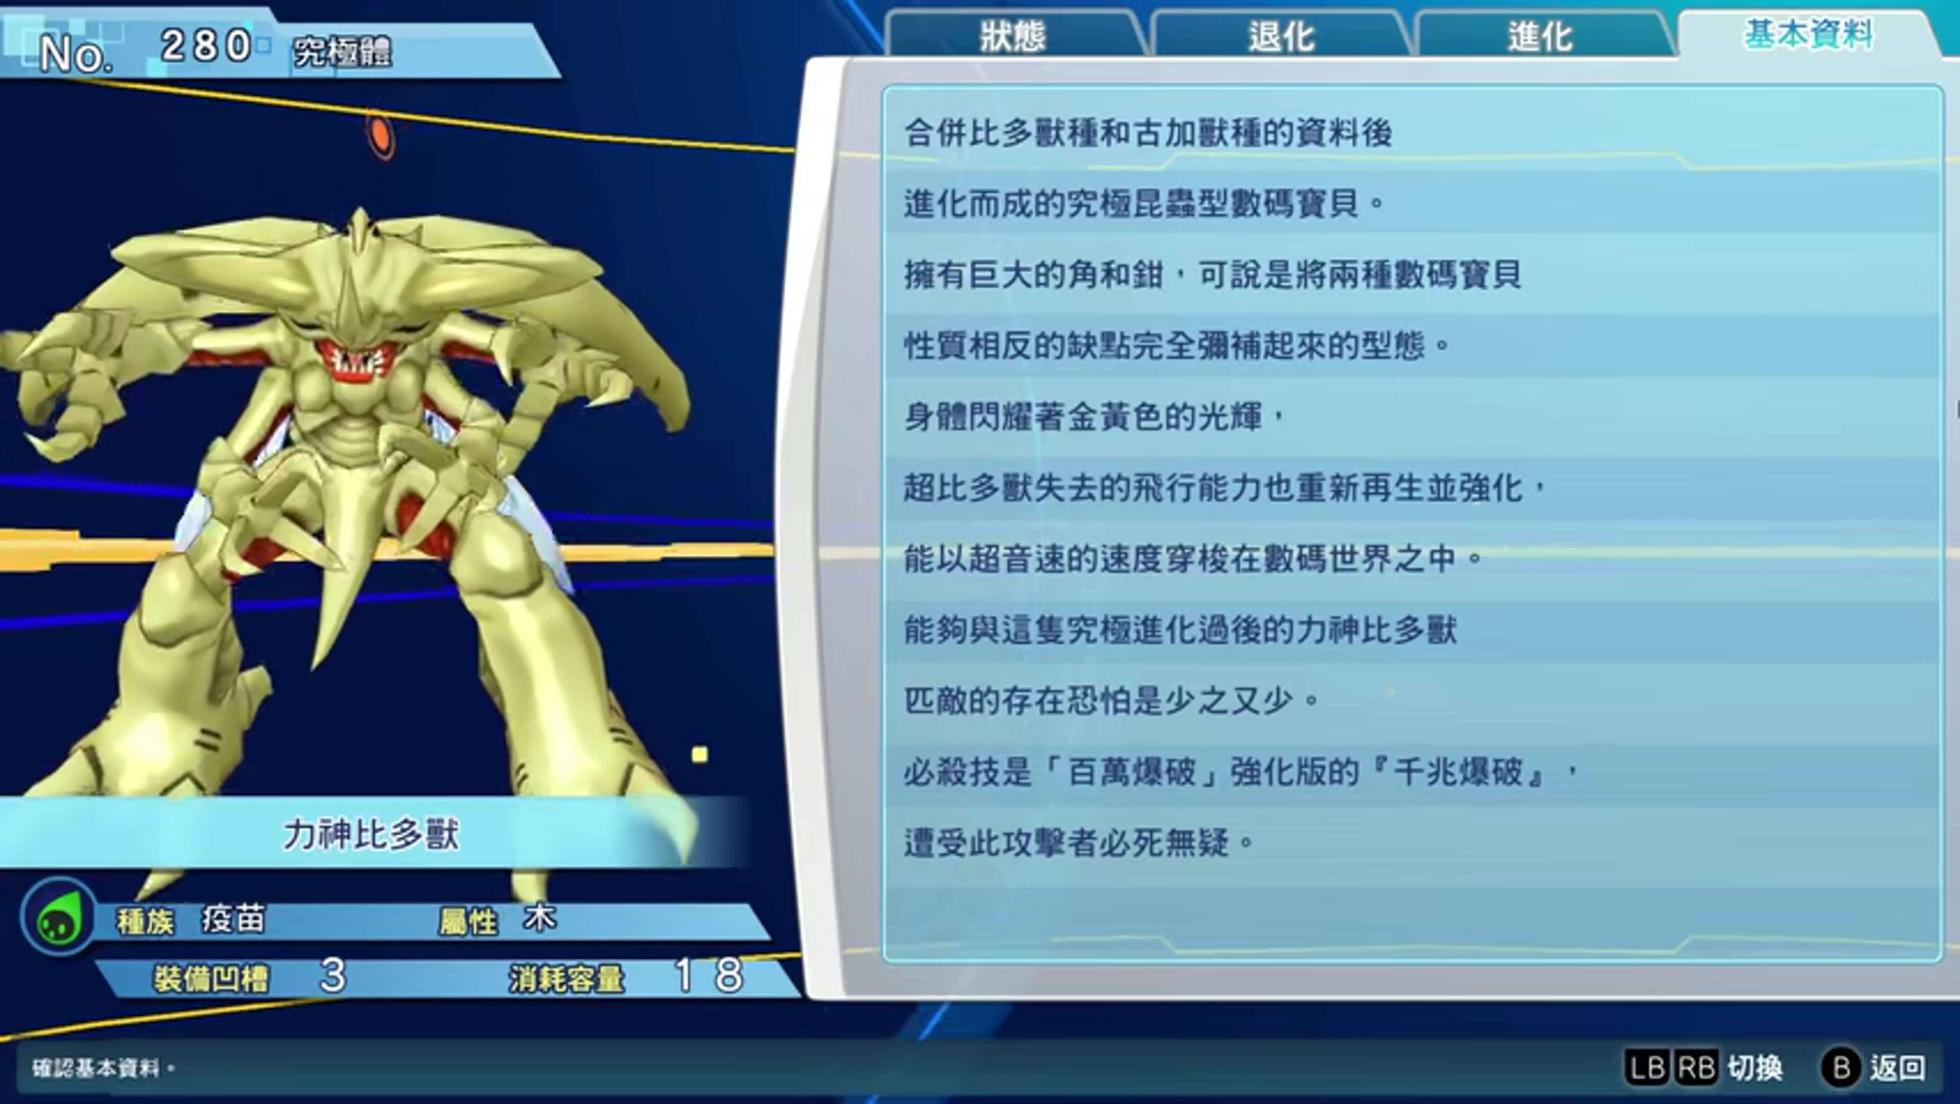 No. 280 究極體
狀態 退化 進化 基本資料
合併比多獸種和古加獸種的資料後
進化而成的究極昆蟲型數碼寶貝。
擁有巨大的角和鉗，可說是將兩種數碼寶貝
性質相反的缺點完全彌補起來的型態。
身體閃耀著金黃色的光輝，
超比多獸失去的飛行能力也重新再生並強化，
能以超音速的速度穿梭在數碼世界之中。
能夠與這隻究極進化過後的力神比多獸
匹敵的存在恐怕是少之又少。
必殺技是「百萬爆破」強化版的『千兆爆破』，
遭受此攻擊者必死無疑。
力神比多獸
種族 疫苗 屬性 木
裝備凹槽 3 消耗容量 18
確認基本資料。
LB RB 切換 B 返回